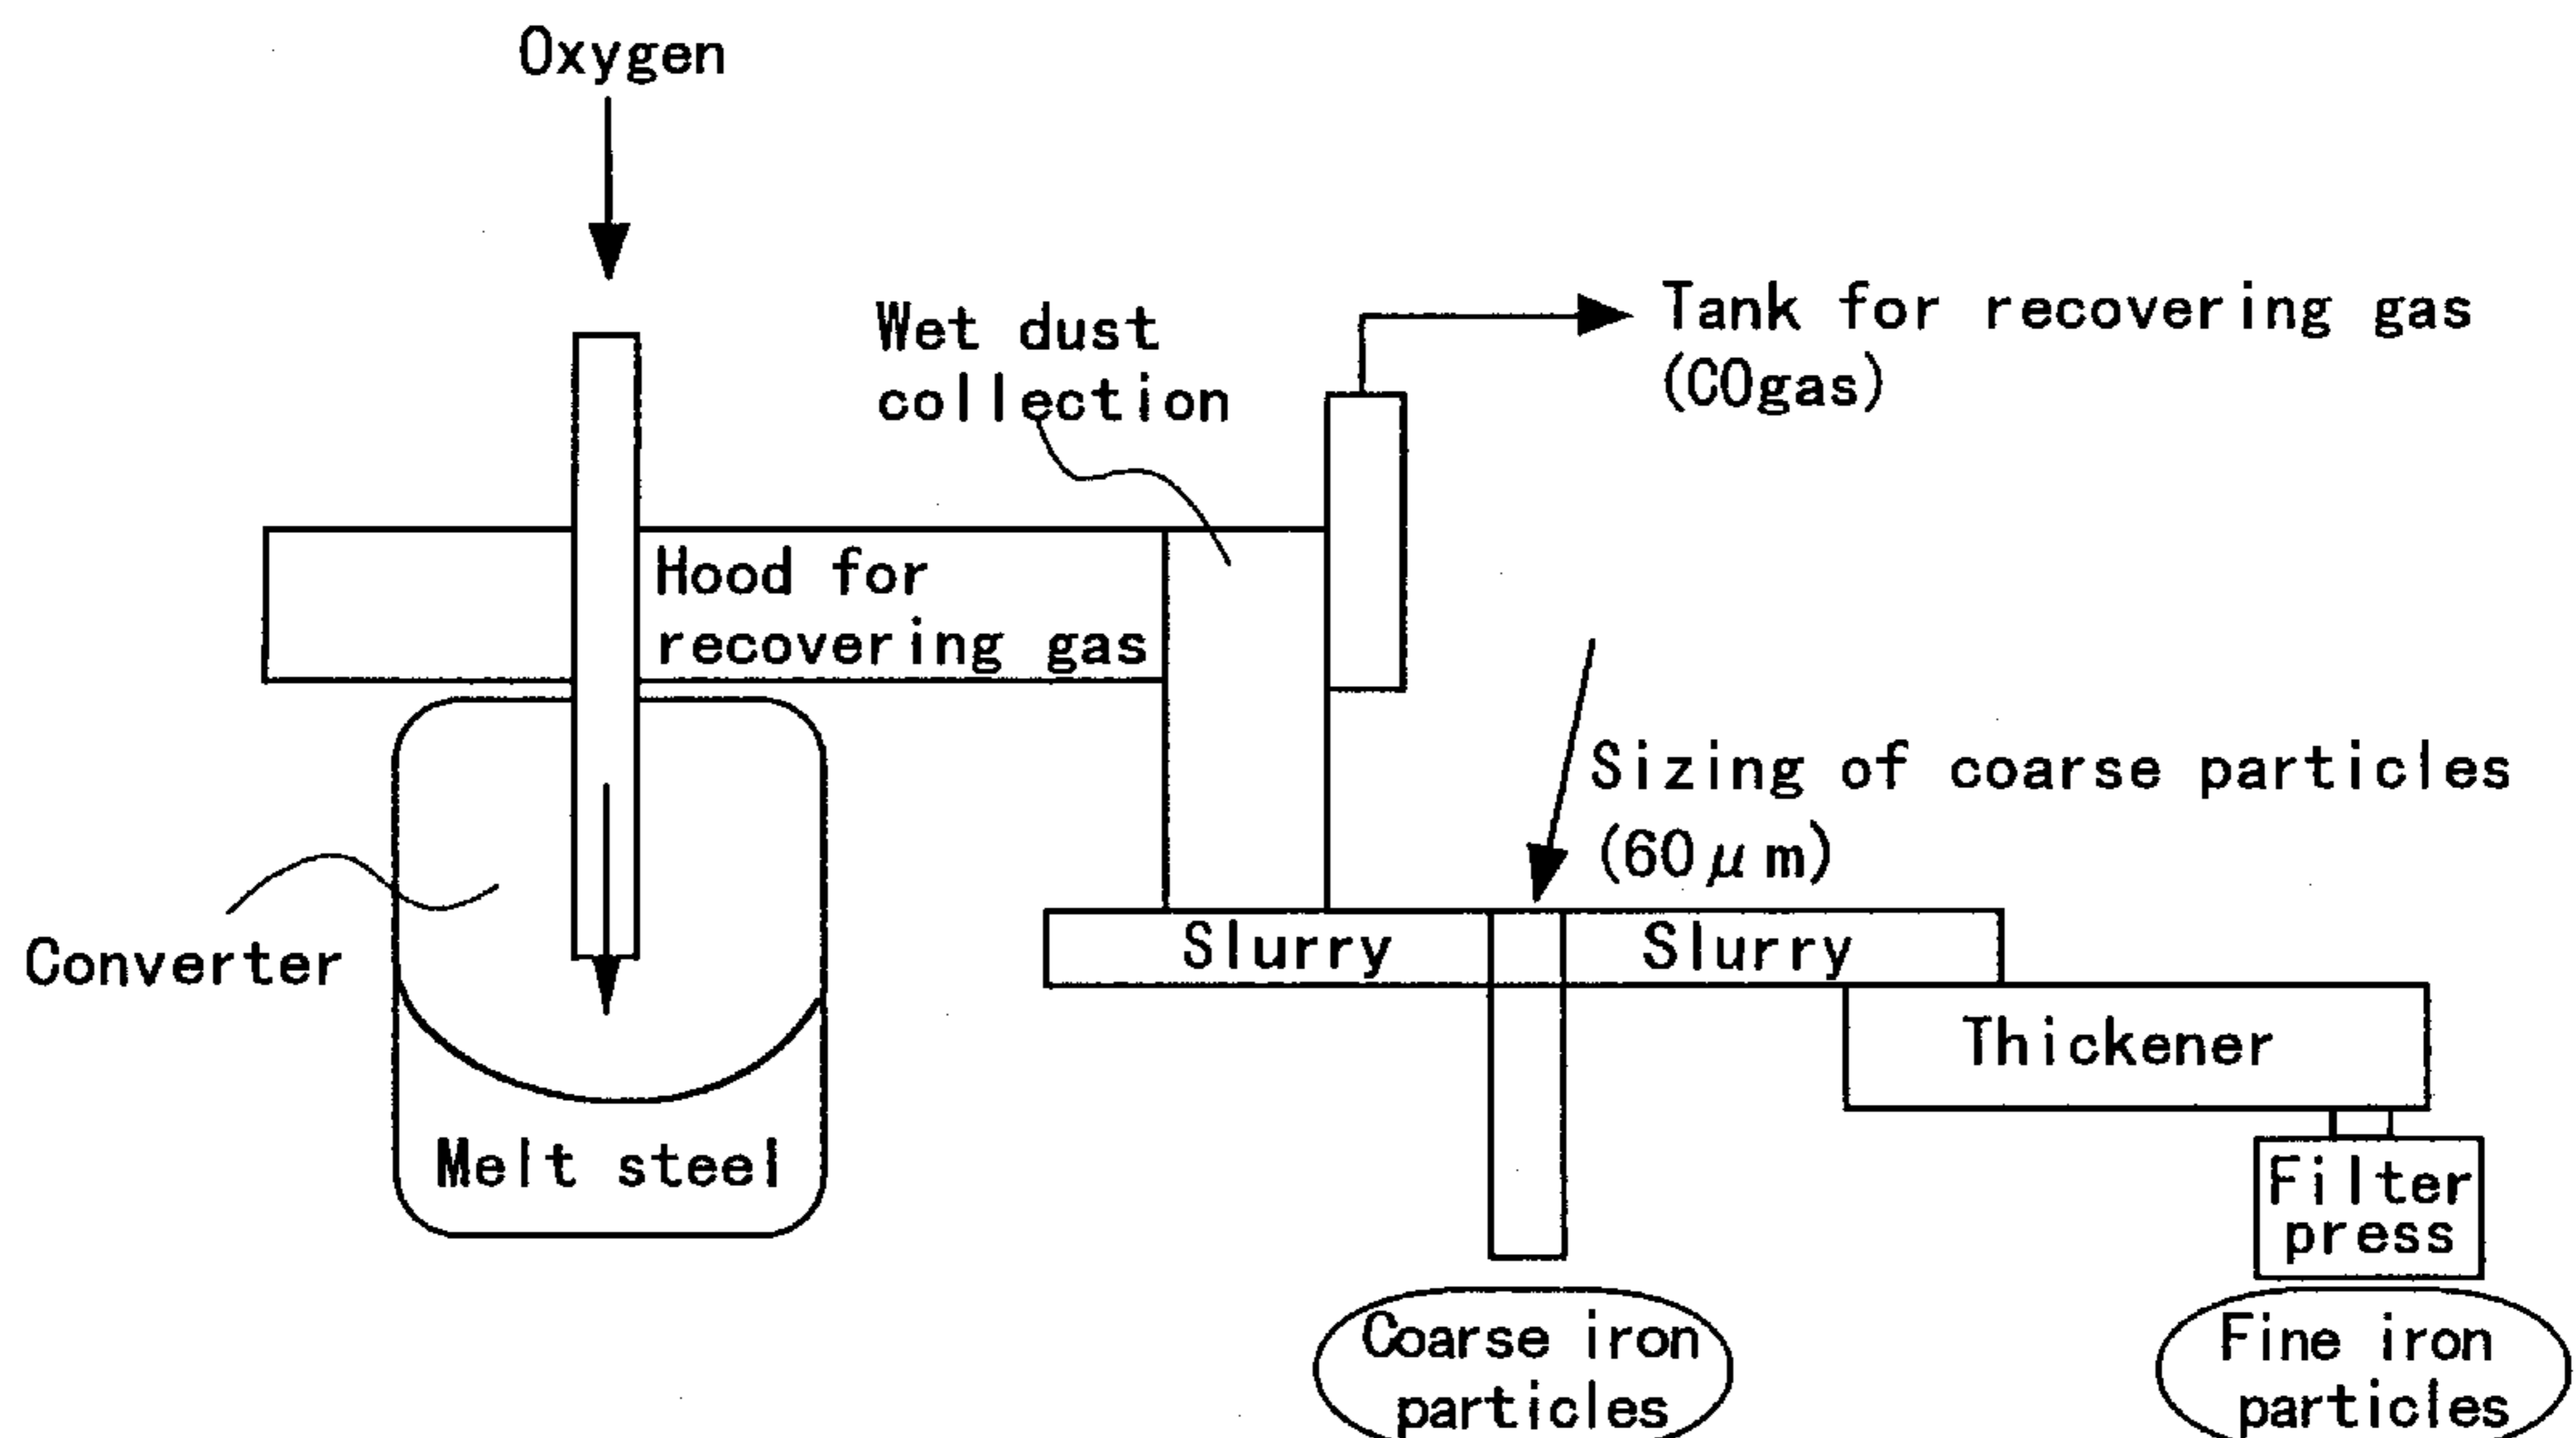 Oxygen
Wet dust
collection
Tank for recovering gas
(COgas)
Hood for
recovering gas
Sizing of coarse particles
(60μm)
Converter
Slurry
Slurry
Thickener
Melt steel
Filter
press
Coarse iron
particles
Fine iron
particles